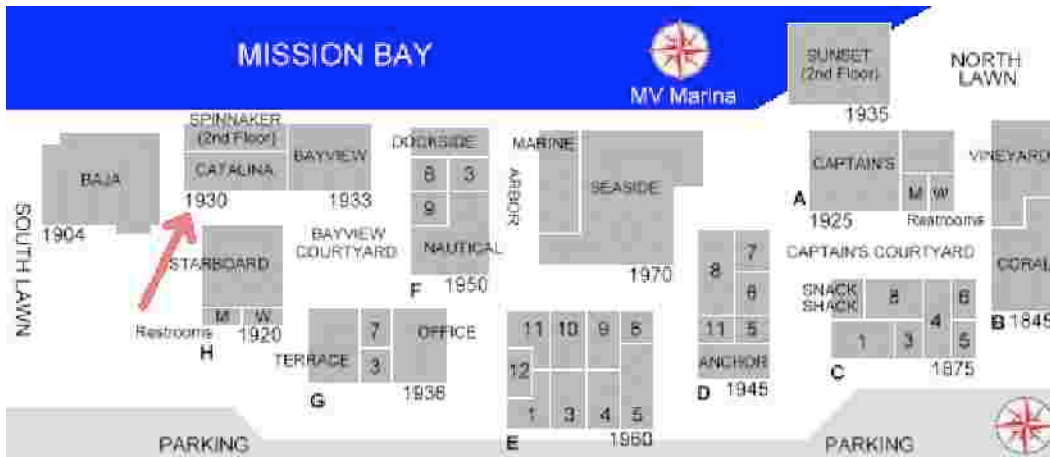 MISSION BAY
MV Marina
SUNSET
(2nd Floor)
1935
NORTH
LAWN
SPINNAKER
(2nd Floor)
CATALINA
BAYVIEW
1930
1933
BAJA
1904
SOUTH LAWN
DOCKSIDE
8 3
9
NAUTICAL
F 1950
MARINE
ARBOR
SEASIDE
1970
CAPTAIN'S
A
1925
M W
Restrooms
VINEYARD
CORAL
B 1845
BAYVIEW
COURTYARD
STARBOARD
M W
Restrooms
H 1920
CAPTAIN'S COURTYARD
SNACK
SHACK
8 6
4
1 3 5
C 1875
7
8
6
11 5
ANCHOR
D 1945
7
TERRACE
3
OFFICE
G 1936
11 10 9 8
12
1 3 4 5
E 1960
PARKING
PARKING